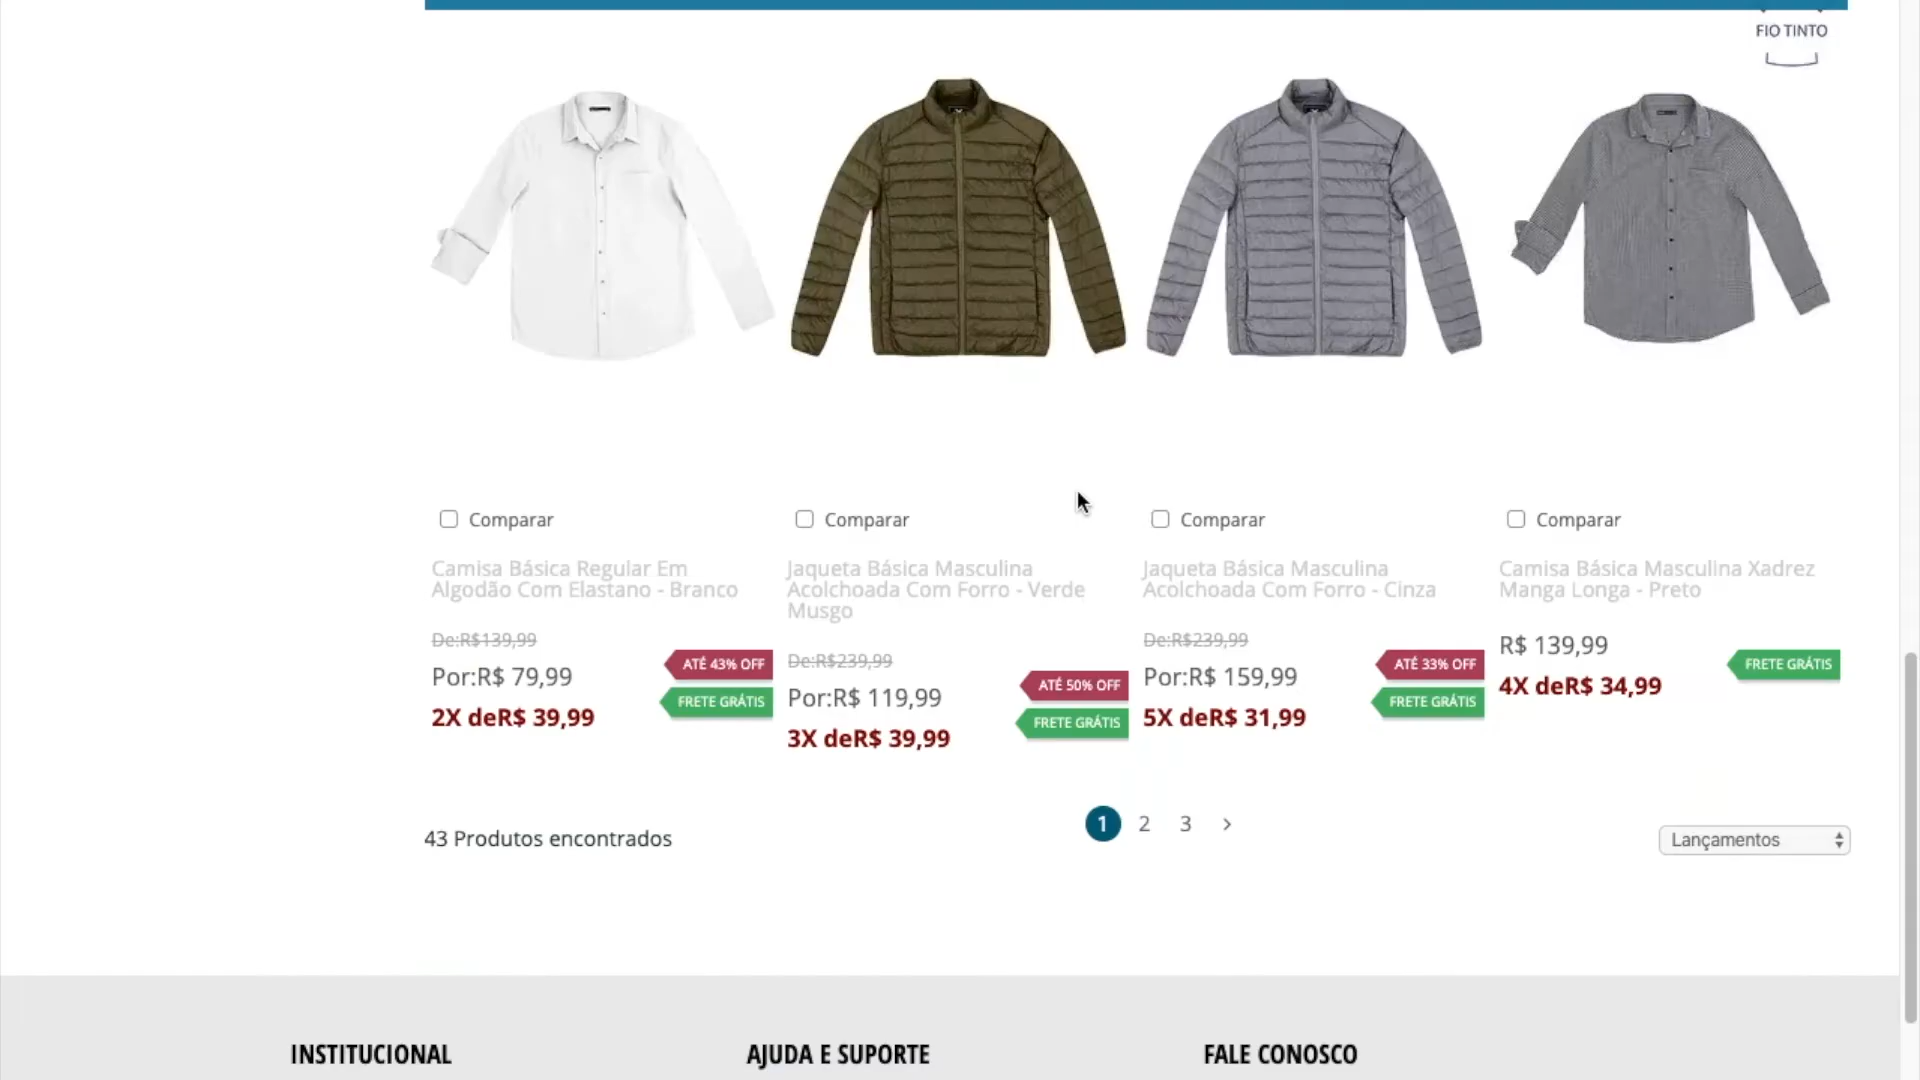 FIO TINTO
Comparar
Comparar
Comparar
Comparar
Camisa Básica Regular Em
Algodão Com Elastano - Branco
De:R$139,99
Por:R$ 79,99
2X deR$ 39,99
ATÉ 43% OFF
FRETE GRÁTIS
Jaqueta Básica Masculina
Acolchoada Com Forro - Verde
Musgo
De:R$239,99
Por:R$ 119,99
3X deR$ 39,99
ATÉ 50% OFF
FRETE GRÁTIS
Jaqueta Básica Masculina
Acolchoada Com Forro - Cinza
De:R$239,99
Por:R$ 159,99
5X deR$ 31,99
ATÉ 33% OFF
FRETE GRÁTIS
Camisa Básica Masculina Xadrez
Manga Longa - Preto
R$ 139,99
4X deR$ 34,99
FRETE GRÁTIS
43 Produtos encontrados
1 2 3 >
Lançamentos
INSTITUCIONAL
AJUDA E SUPORTE
FALE CONOSCO